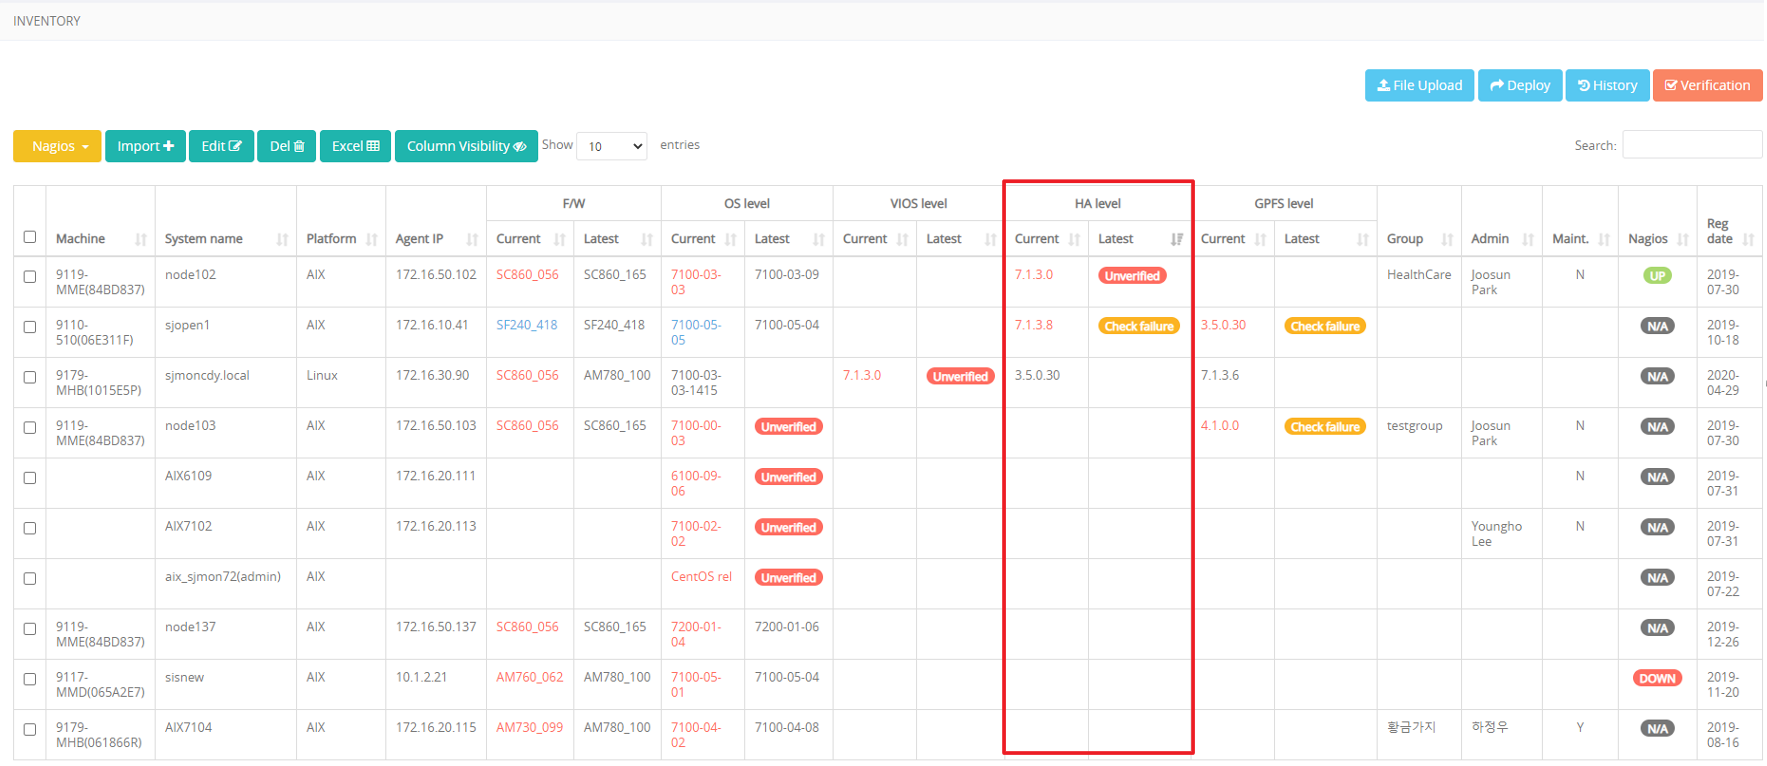 INVENTORY
File Upload Deploy History Verification
Nagios Import Edit Del Excel Column Visibility Show 10 entries Search:
F/W OS level VIOS level HA level GPFS level
Machine System name Platform Agent IP Current Latest Current Latest Current Latest Current Latest Current Latest Group Admin Maint. Nagios Reg
date
9119- node102 AIX 172.16.50.102 SC860_056 SC860_165 7100-03- 7100-03-09 7.1.3.0 Unverified HealthCare Joosun N UP 2019-
MME(84BD837) 03 Park 07-30
9110- sjopen1 AIX 172.16.10.41 SF240_418 SF240_418 7100-05- 7100-05-04 7.1.3.8 Check failure 3.5.0.30 Check failure N/A 2019-
510(06E311F) 05 10-18
9179- sjmoncdy.local Linux 172.16.30.90 SC860_056 AM780_100 7100-03- 7.1.3.0 Unverified 3.5.0.30 7.1.3.6 N/A 2020-
MHB(1015E5P) 03-1415 04-29
9119- node103 AIX 172.16.50.103 SC860_056 SC860_165 7100-00- Unverified 4.1.0.0 Check failure testgroup Joosun N N/A 2019-
MME(84BD837) 03 Park 07-30
AIX6109 AIX 172.16.20.111 6100-09- Unverified N N/A 2019-
06 07-31
AIX7102 AIX 172.16.20.113 7100-02- Unverified Youngho N N/A 2019-
02 Lee 07-31
aix_sjmon72(admin) AIX CentOS rel Unverified N/A 2019-
07-22
9119- node137 AIX 172.16.50.137 SC860_056 SC860_165 7200-01- 7200-01-06 N/A 2019-
MME(84BD837) 04 12-26
9117- sisnew AIX 10.1.2.21 AM760_062 AM780_100 7100-05- 7100-05-04 DOWN 2019-
MMD(065A2E7) 01 11-20
9179- AIX7104 AIX 172.16.20.115 AM730_099 AM780_100 7100-04- 7100-04-08 황금가지 하정우 Y N/A 2019-
MHB(061866R) 02 08-16